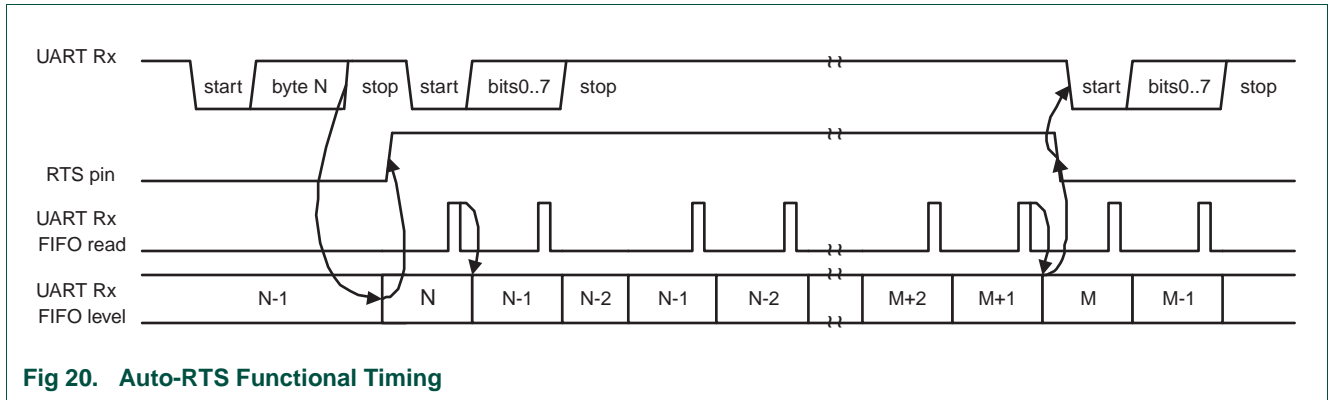 UART Rx
start byte N stop start bits0..7 stop start bits0..7 stop
RTS pin
UART Rx
FIFO read
UART Rx
FIFO level
N-1 N N-1 N-2 N-1 N-2 M+2 M+1 M M-1
Fig 20. Auto-RTS Functional Timing